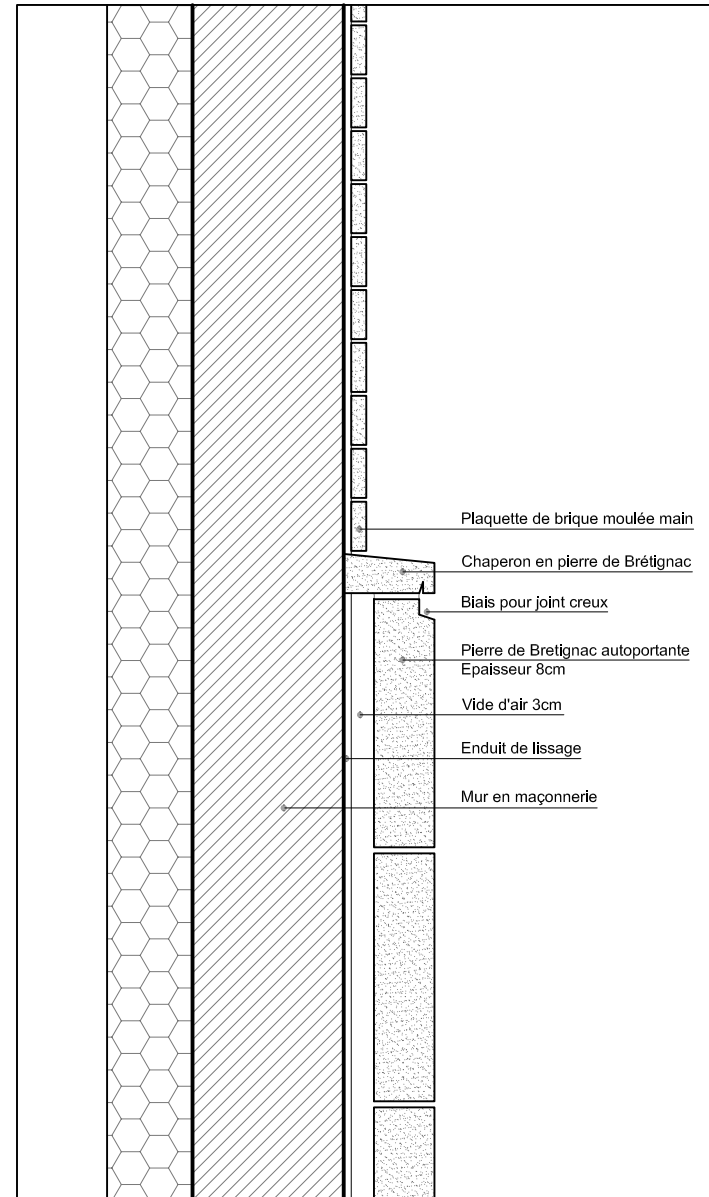 Plaquette de brique moulée main
Chaperon en pierre de Brétignac
Biais pour joint creux
Pierre de Bretignac autoportante
Epaisseur 8cm
Vide d'air 3cm
Enduit de lissage
Mur en maçonnerie